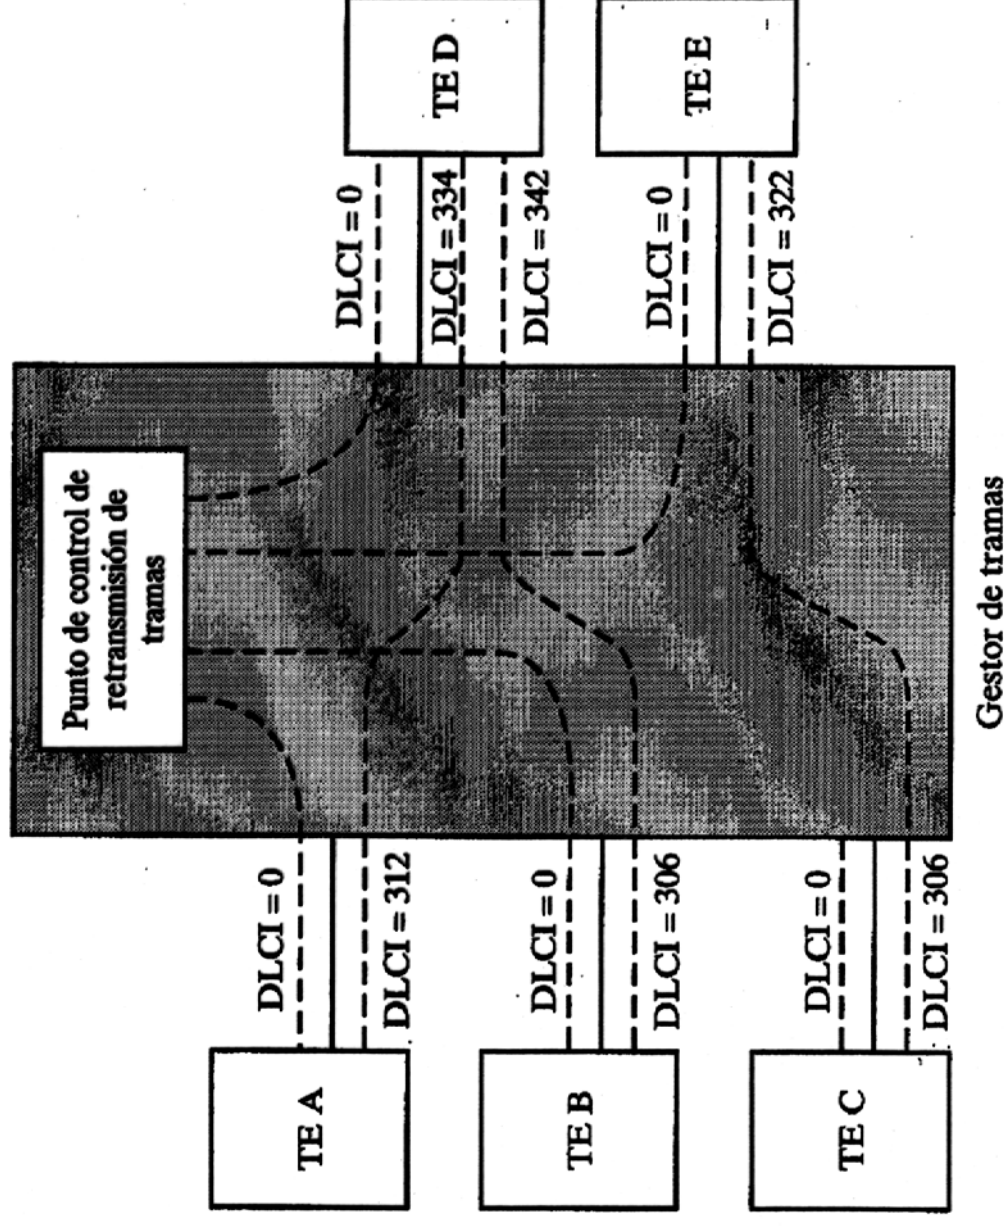 Punto de control de
retransmisión de
tramas
TE A
DLCI = 0
DLCI = 312
TE B
DLCI = 0
DLCI = 306
TE C
DLCI = 0
DLCI = 306
DLCI = 0
DLCI = 334
DLCI = 342
TE D
DLCI = 0
DLCI = 322
TE E
Gestor de tramas